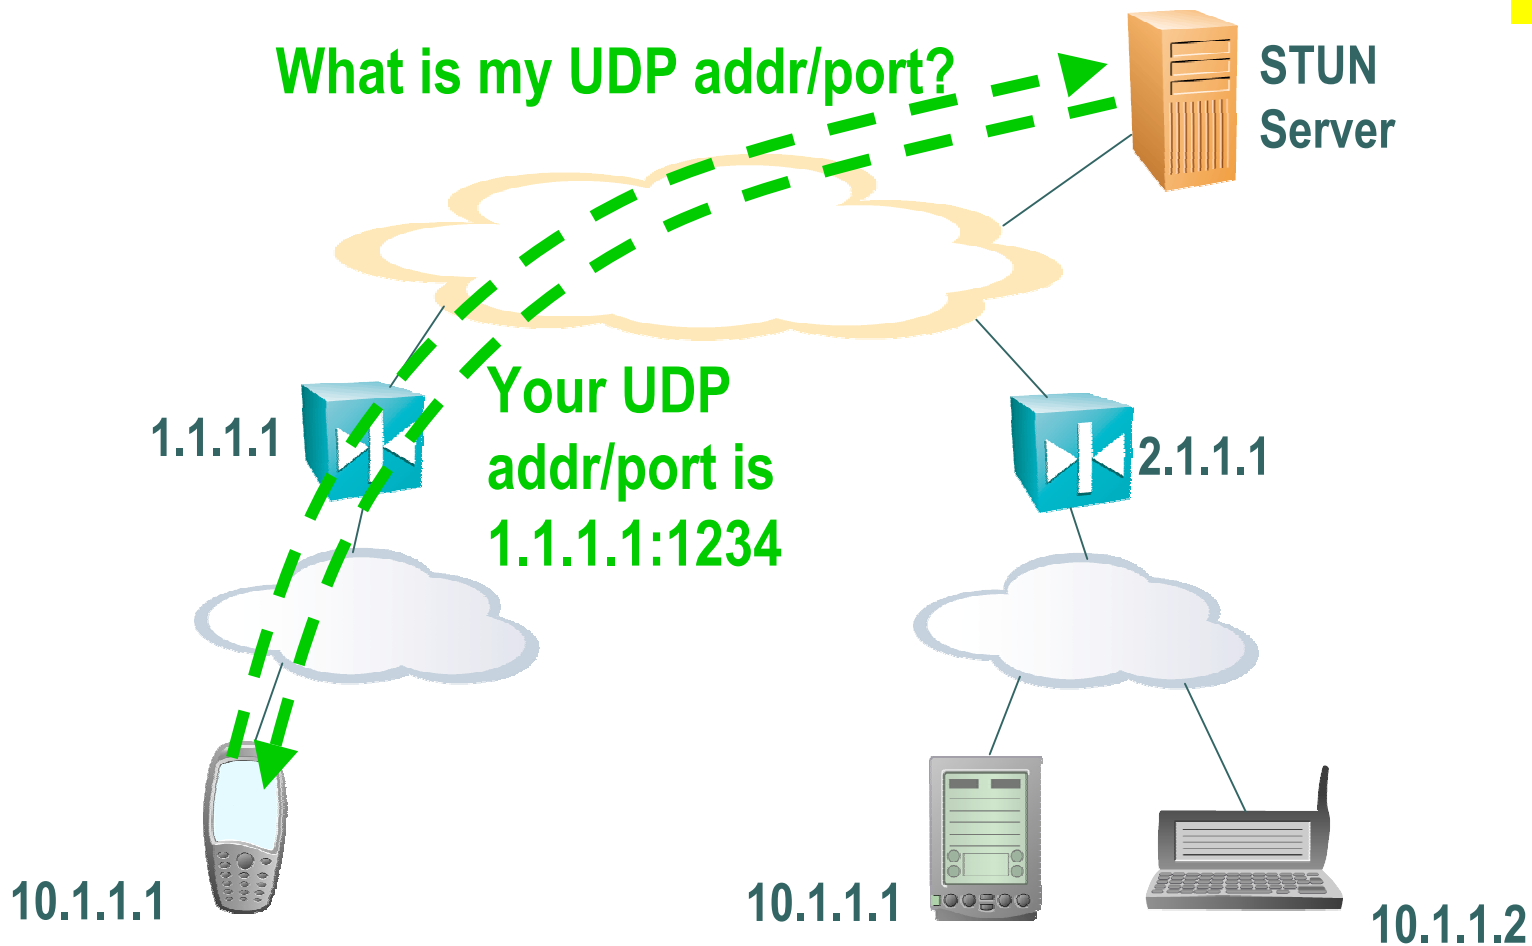 What is my UDP addr/port?
STUN
Server
Your UDP
addr/port is
1.1.1.1:1234
1.1.1.1
2.1.1.1
10.1.1.1
10.1.1.1
10.1.1.2